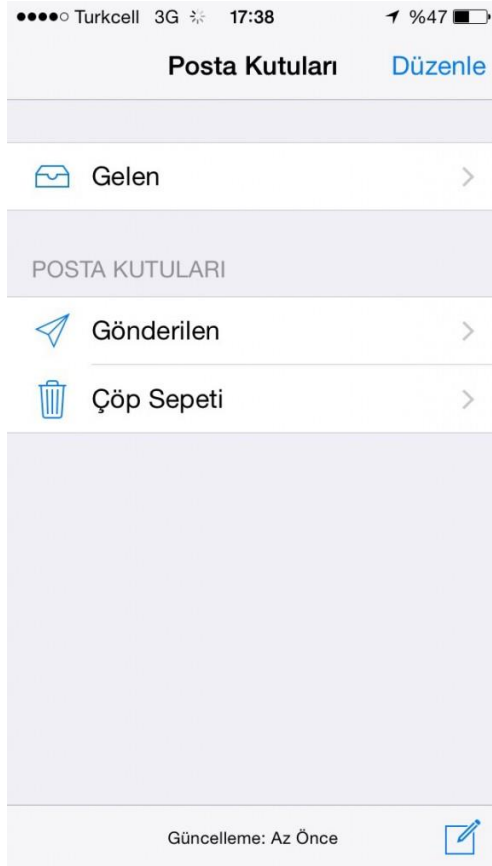 Turkcell 3G 17:38 %47
Posta Kutuları Düzenle
Gelen
POSTA KUTULARI
Gönderilen
Çöp Sepeti
Güncelleme: Az Önce